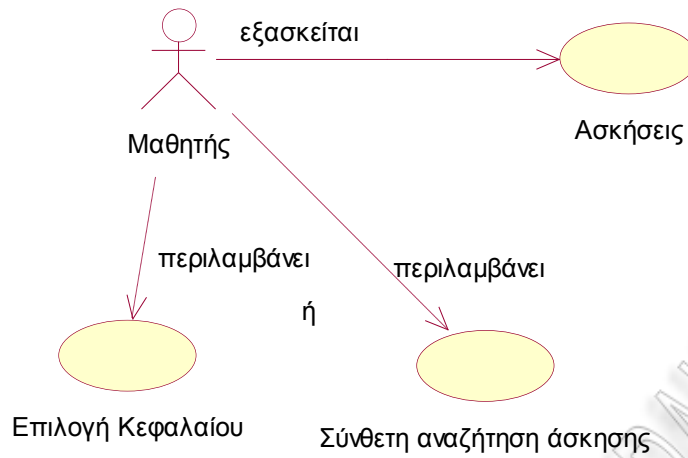 εξασκείται
Ασκήσεις
Μαθητής
περιλαμβάνει
περιλαμβάνει
ή
Επιλογή Κεφαλαίου
Σύνθετη αναζήτηση άσκησης